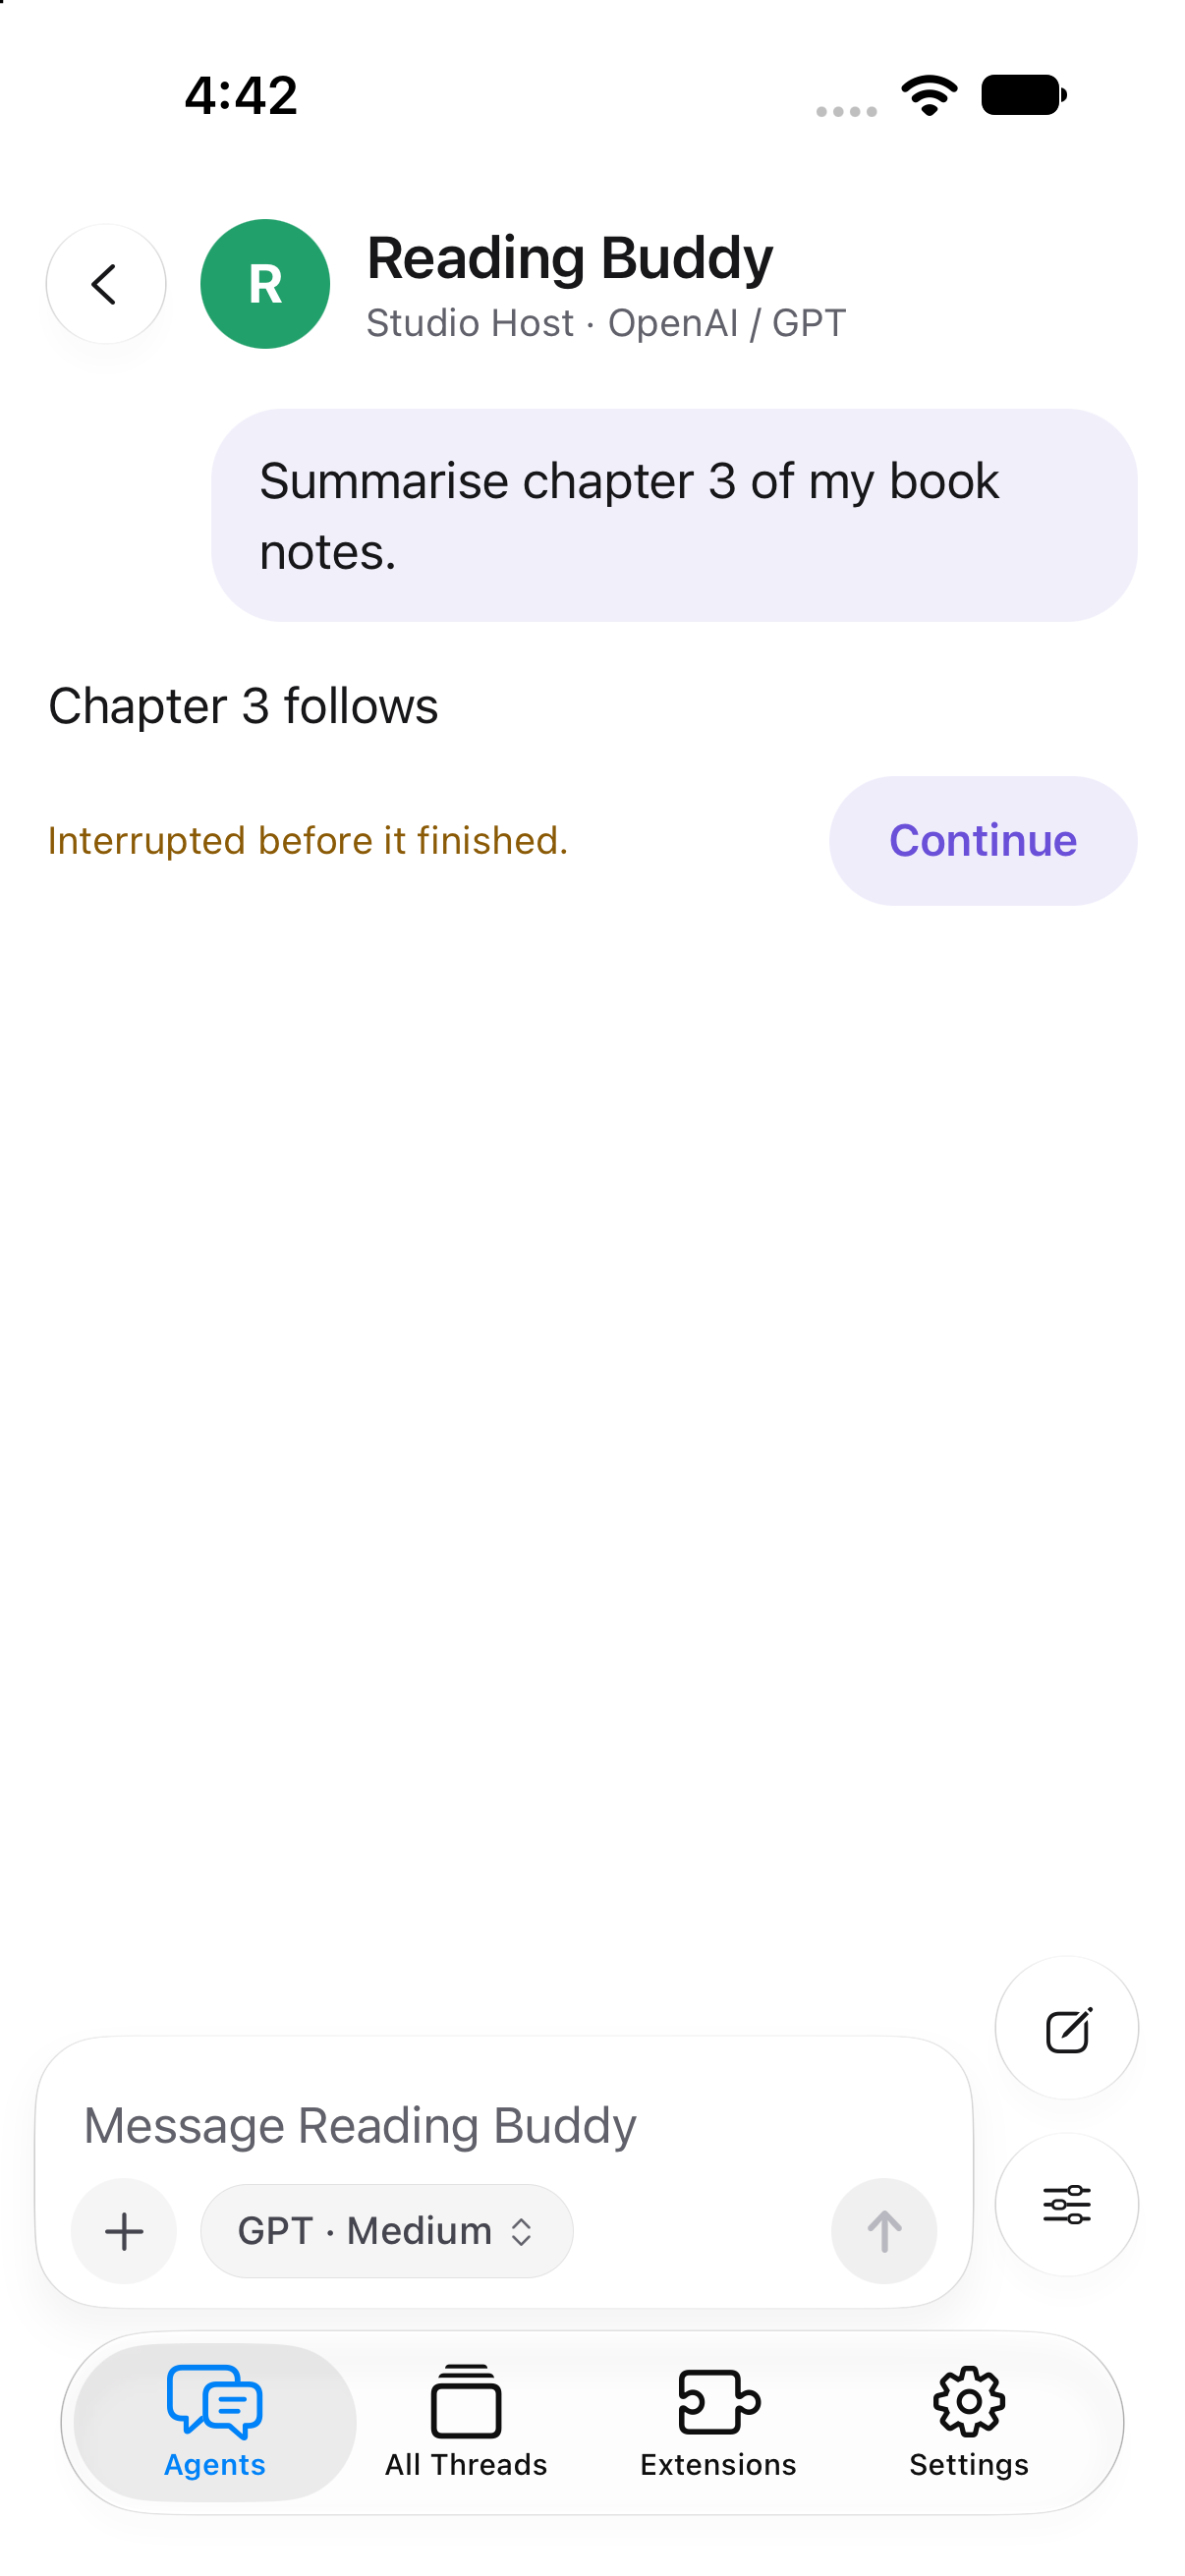 4:42
R
Reading Buddy
Studio Host · OpenAI / GPT
Summarise chapter 3 of my book
notes.
Chapter 3 follows
Interrupted before it finished.
Continue
Message Reading Buddy
GPT · Medium
Agents
All Threads
Extensions
Settings